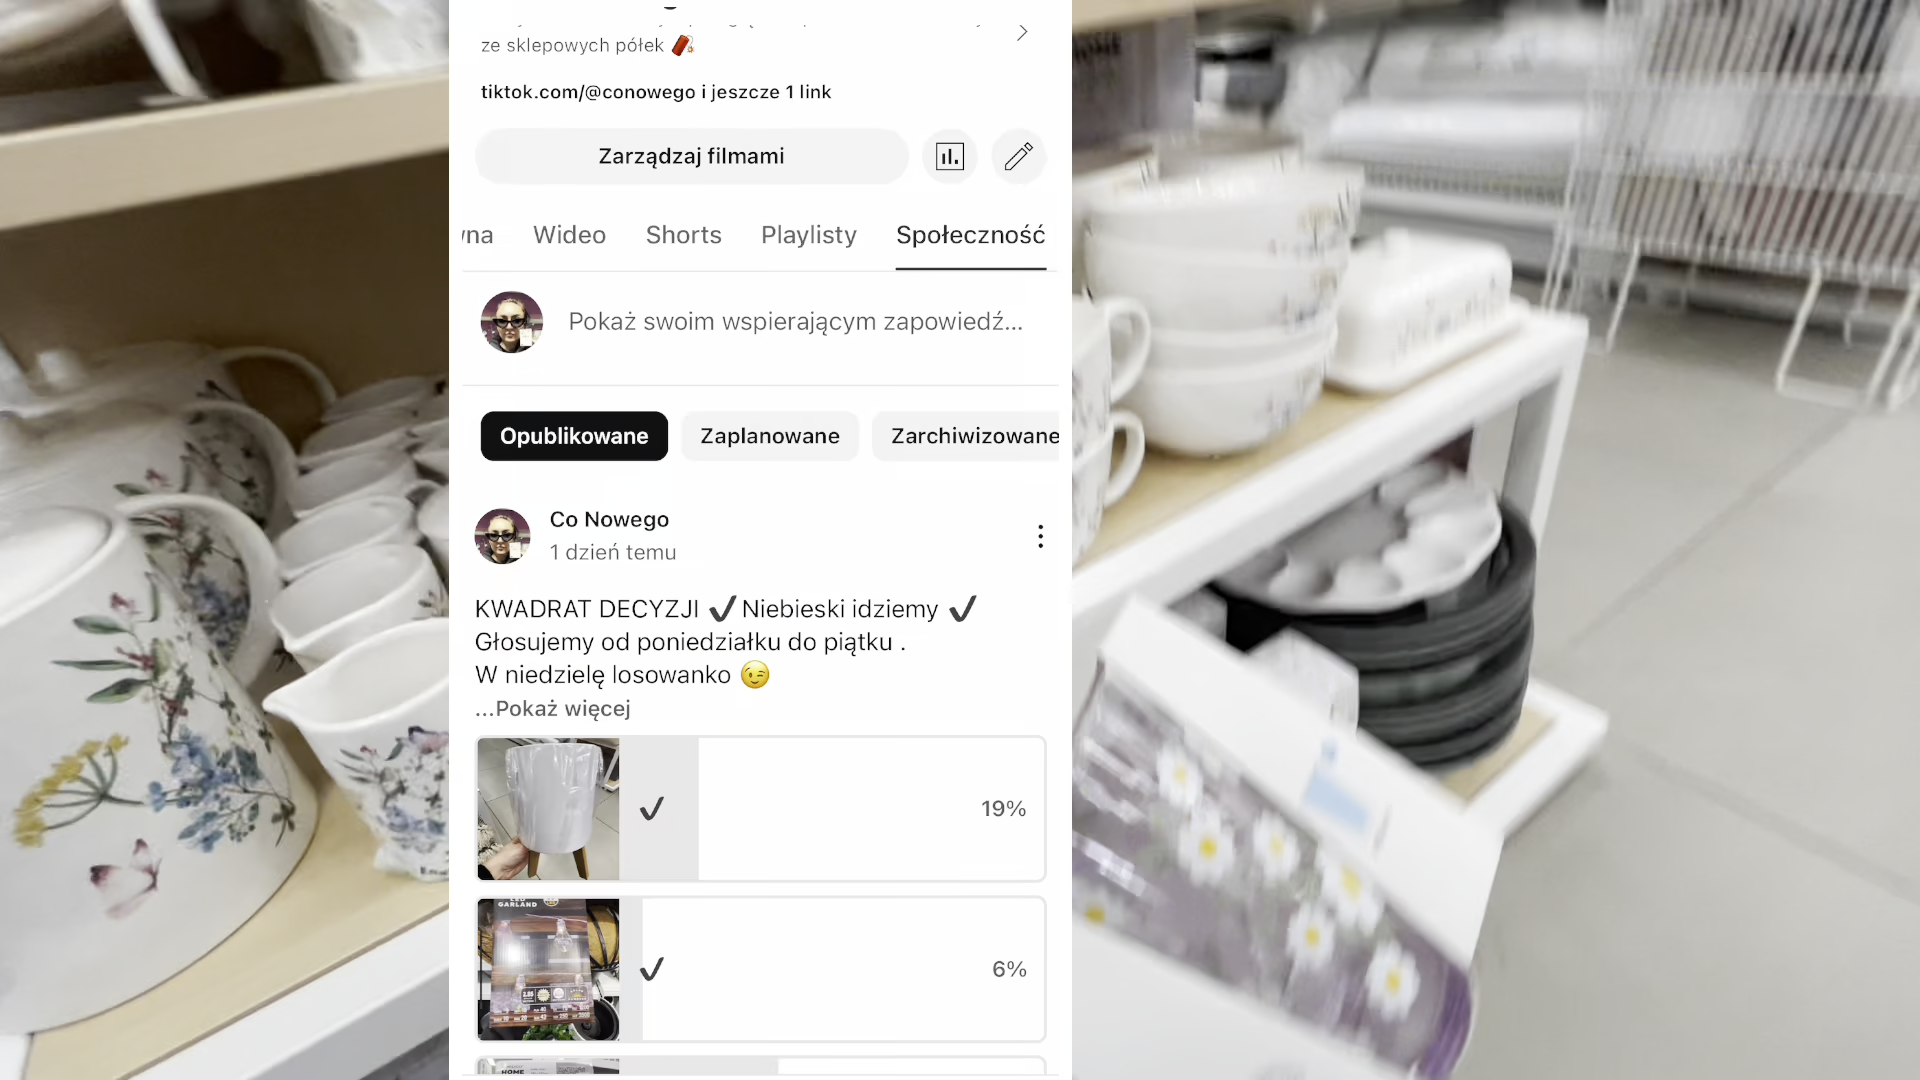 ze sklepowych półek
tiktok.com/@conowego i jeszcze 1 link
Zarządzaj filmami
Wideo
Shorts
Playlisty
Społeczność
Pokaż swoim wspierającym zapowiedź...
Opublikowane
Zaplanowane
Zarchiwizowane
Co Nowego
1 dzień temu
KWADRAT DECYZJI ✔️ Niebieski idziemy ✔️
Głosujemy od poniedziałku do piątku .
W niedzielę losowanko 😉
...Pokaż więcej
19%
GARLAND
6%
HOME